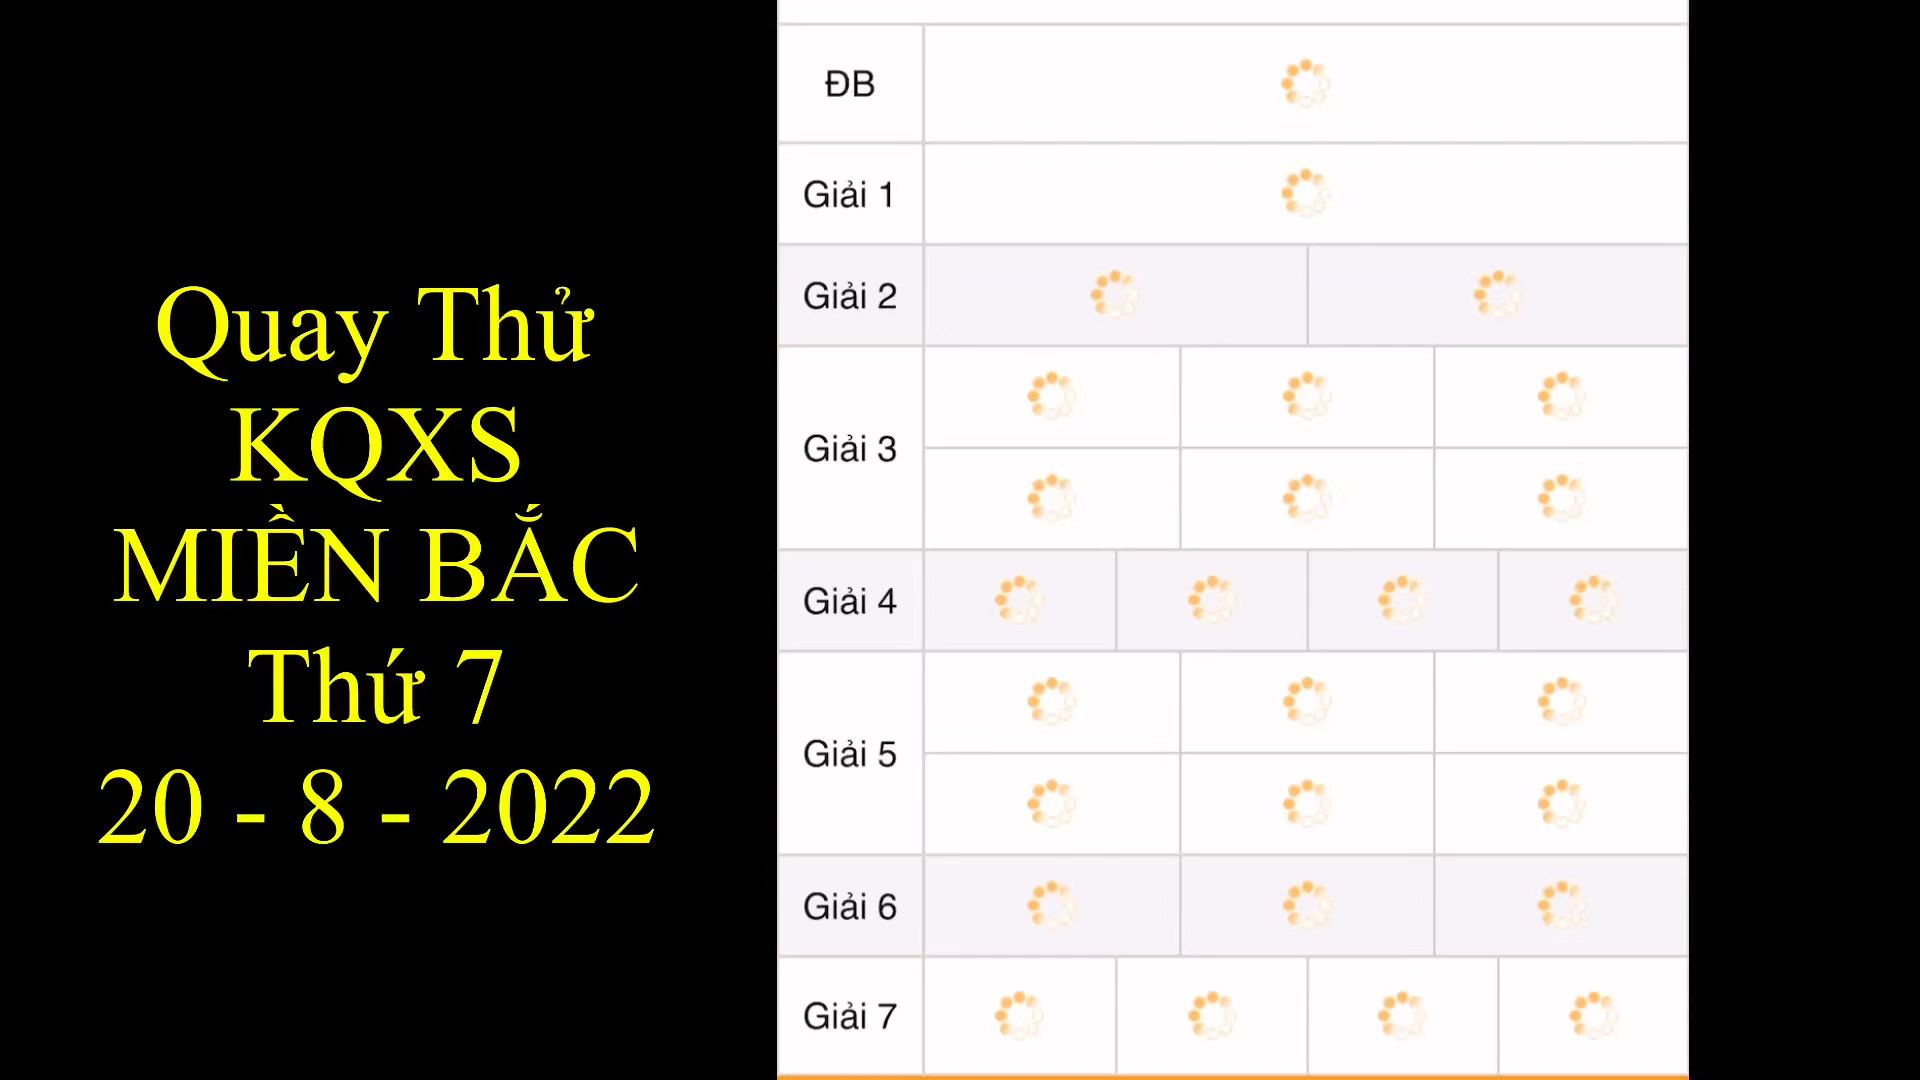 Quay Thử
KQXS
MIỀN BẮC
Thứ 7
20 - 8 - 2022
ĐB
Giải 1
Giải 2
Giải 3
Giải 4
Giải 5
Giải 6
Giải 7